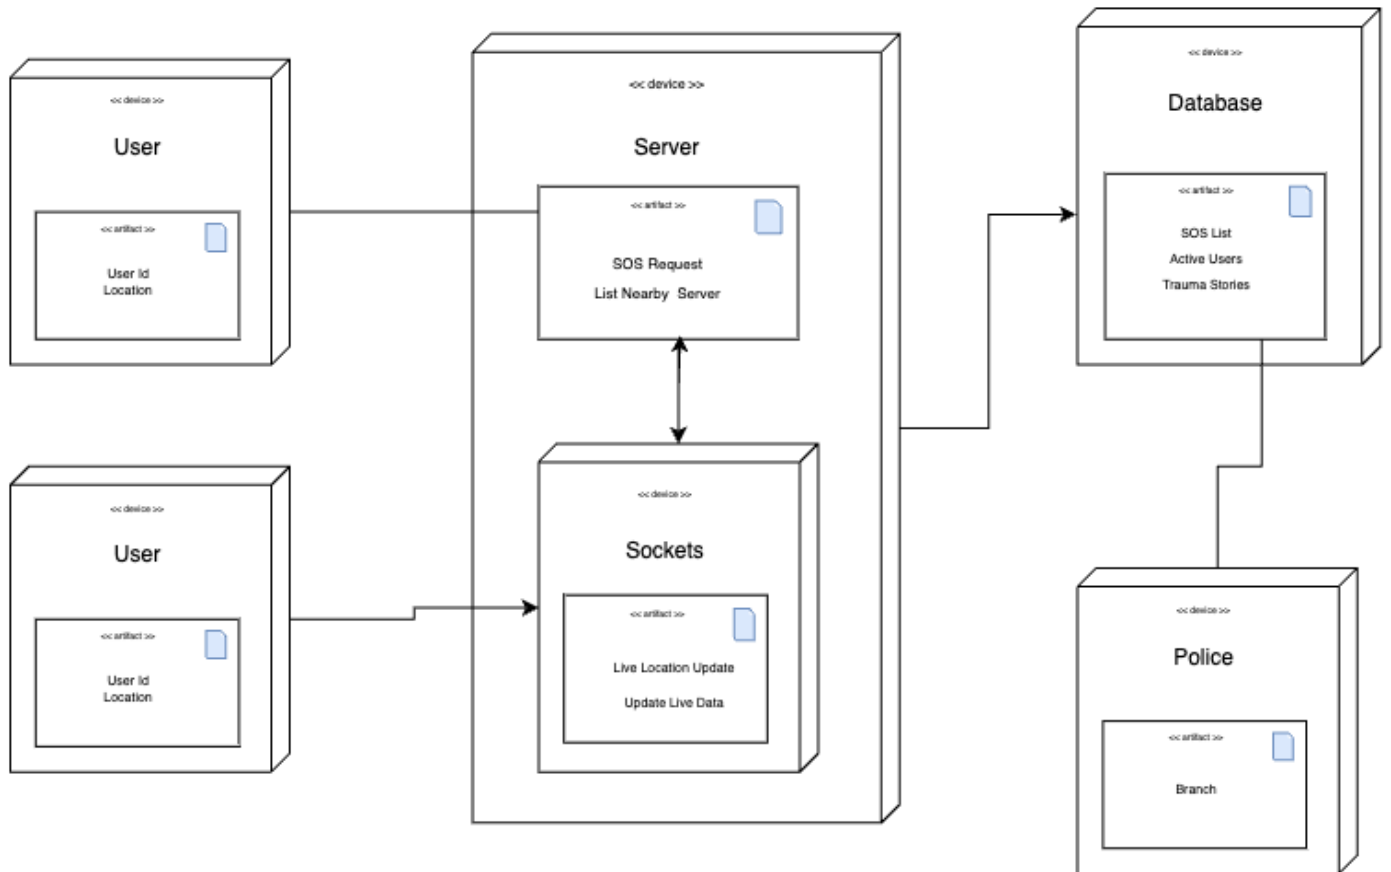 << device >>
User
<< artifact >>
User Id
Location
<< device >>
Server
<< artifact >>
SOS Request
List Nearby Server
<< device >>
Database
<< artifact >>
SOS List
Active Users
Trauma Stories
<< device >>
User
<< artifact >>
User Id
Location
<< device >>
Sockets
<< artifact >>
Live Location Update
Update Live Data
<< device >>
Police
<< artifact >>
Branch